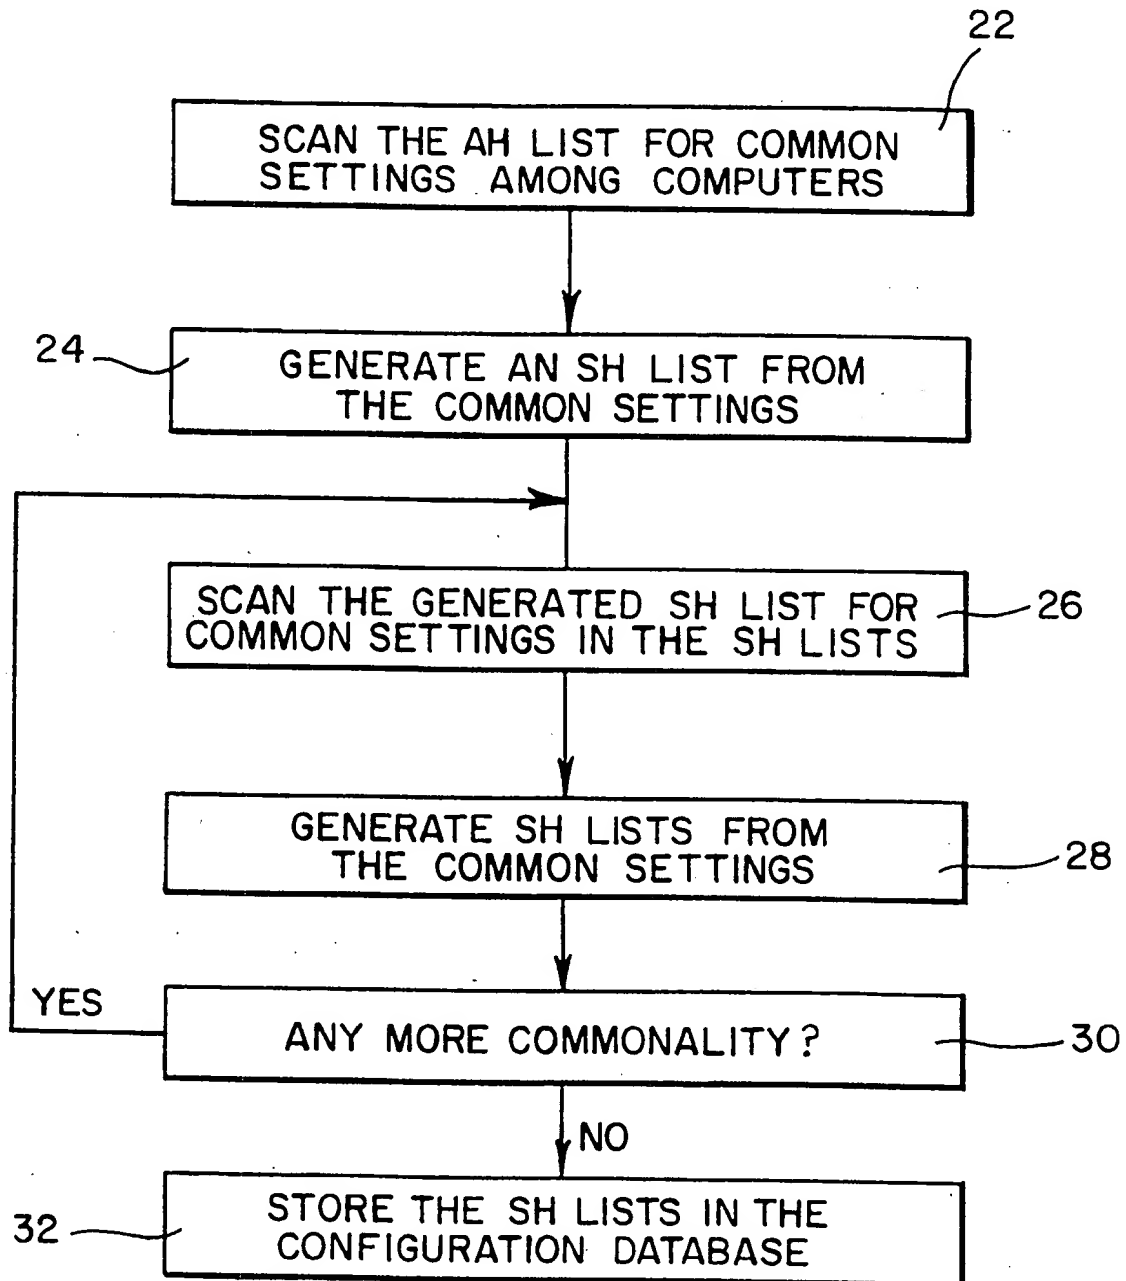 22
SCAN THE AH LIST FOR COMMON
SETTINGS AMONG COMPUTERS
24
GENERATE AN SH LIST FROM
THE COMMON SETTINGS
SCAN THE GENERATED SH LIST FOR
COMMON SETTINGS IN THE SH LISTS
26
GENERATE SH LISTS FROM
THE COMMON SETTINGS
28
YES
ANY MORE COMMONALITY?
30
NO
32
STORE THE SH LISTS IN THE
CONFIGURATION DATABASE